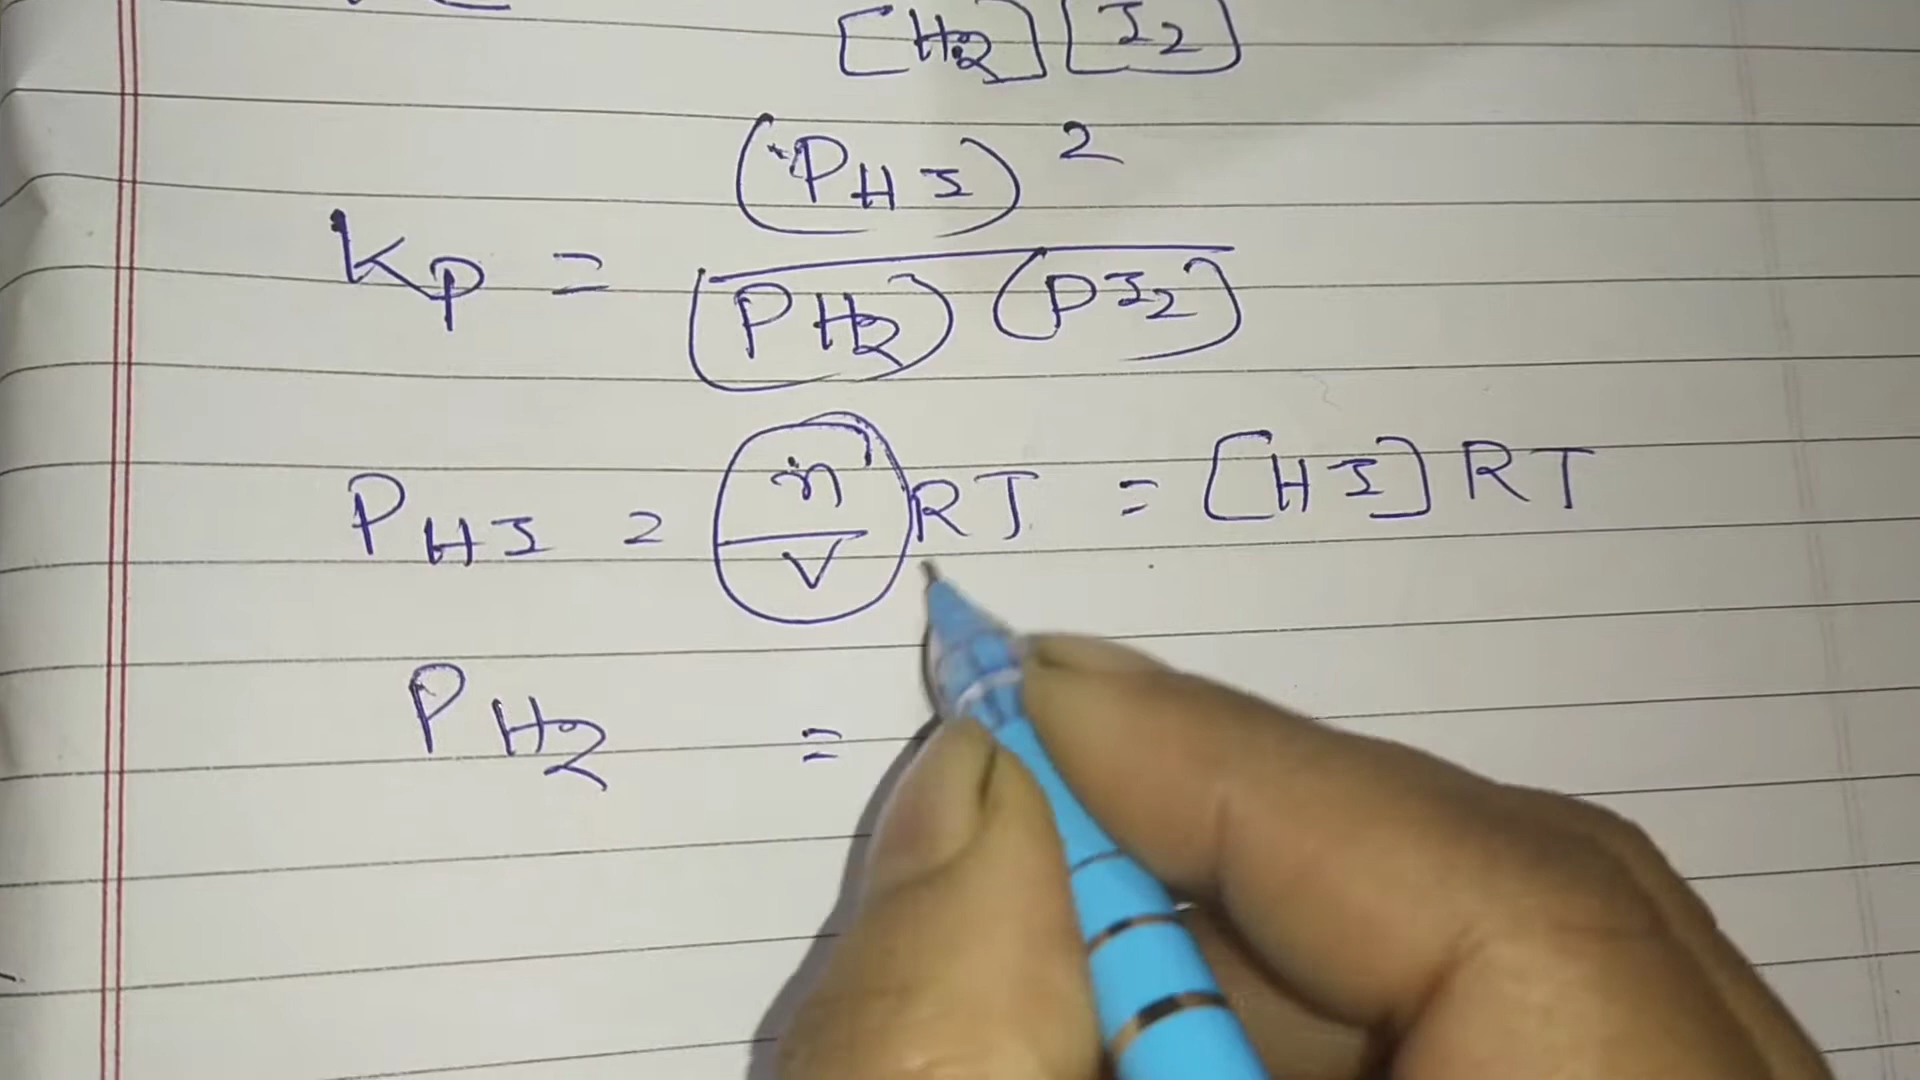 [H2] [I2]
(PHI)²
kp = 
(PH2) (PI2)
PHI = n/V RT = [HI] RT
PH2 =